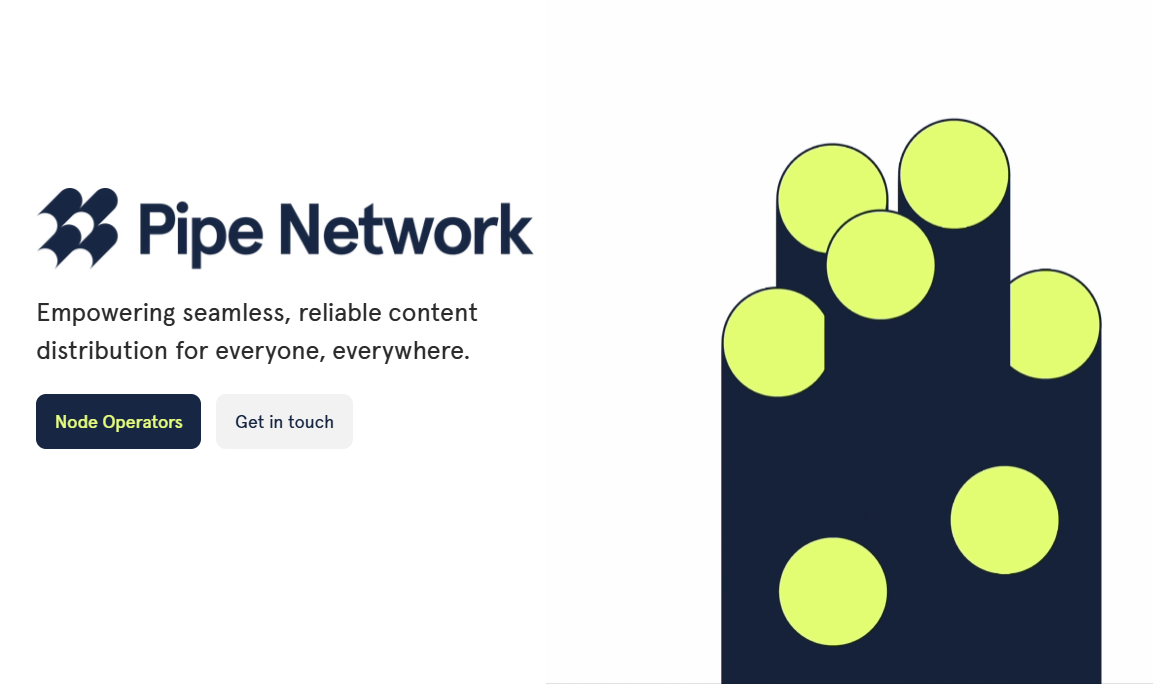 Pipe Network
Empowering seamless, reliable content
distribution for everyone, everywhere.
Node Operators
Get in touch